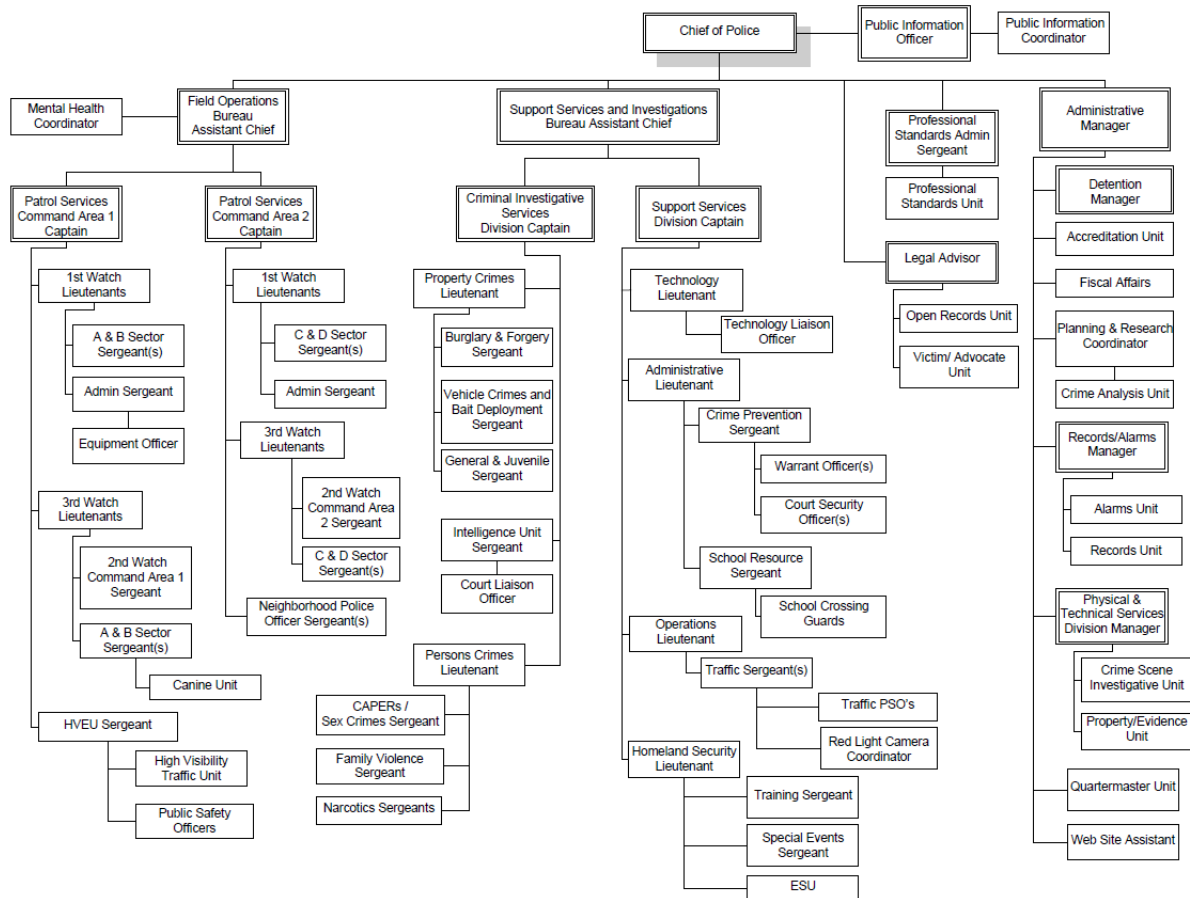 Chief of Police
Public Information
Officer
Public Information
Coordinator
Mental Health
Coordinator
Field Operations
Bureau
Assistant Chief
Support Services and Investigations
Bureau Assistant Chief
Professional
Standards Admin
Sergeant
Administrative
Manager
Patrol Services
Command Area 1
Captain
Patrol Services
Command Area 2
Captain
Criminal Investigative
Services
Division Captain
Support Services
Division Captain
Professional
Standards Unit
Detention
Manager
Accreditation Unit
Legal Advisor
1st Watch
Lieutenants
1st Watch
Lieutenants
Property Crimes
Lieutenant
Technology
Lieutenant
Fiscal Affairs
A & B Sector
Sergeant(s)
C & D Sector
Sergeant(s)
Burglary & Forgery
Sergeant
Technology Liaison
Officer
Open Records Unit
Planning & Research
Coordinator
Victim/ Advocate
Unit
Admin Sergeant
Admin Sergeant
Vehicle Crimes and
Bait Deployment
Sergeant
Administrative
Lieutenant
Crime Analysis Unit
Equipment Officer
3rd Watch
Lieutenants
General & Juvenile
Sergeant
Crime Prevention
Sergeant
Records/Alarms
Manager
Warrant Officer(s)
3rd Watch
Lieutenants
2nd Watch
Command Area
2 Sergeant
Court Security
Officer(s)
Alarms Unit
Intelligence Unit
Sergeant
Records Unit
2nd Watch
Command Area 1
Sergeant
C & D Sector
Sergeant(s)
Court Liaison
Officer
School Resource
Sergeant
Neighborhood Police
Officer Sergeant(s)
School Crossing
Guards
Physical &
Technical Services
Division Manager
A & B Sector
Sergeant(s)
Operations
Lieutenant
Persons Crimes
Lieutenant
Traffic Sergeant(s)
Crime Scene
Investigative Unit
Canine Unit
CAPERs /
Sex Crimes Sergeant
Traffic PSO's
HVEU Sergeant
Property/Evidence
Unit
Red Light Camera
Coordinator
High Visibility
Traffic Unit
Family Violence
Sergeant
Homeland Security
Lieutenant
Quartermaster Unit
Training Sergeant
Public Safety
Officers
Narcotics Sergeants
Special Events
Sergeant
Web Site Assistant
ESU